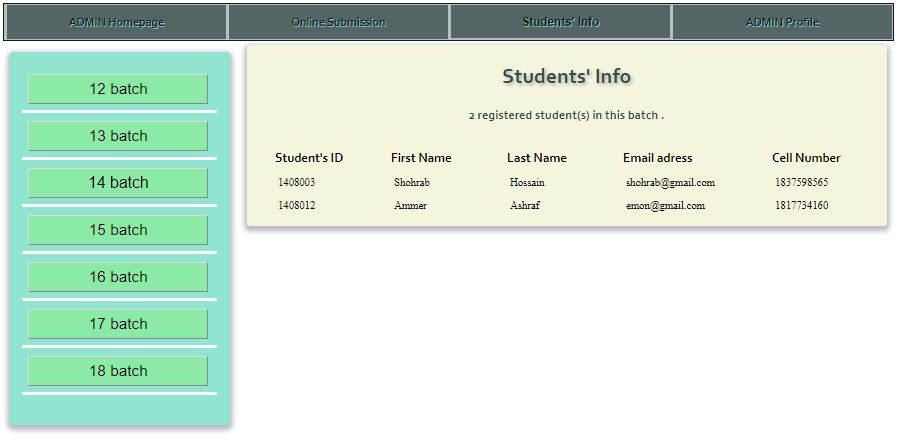 ADMIN Homepage Online Submission Students' Info ADMIN Profile
12 batch
13 batch
14 batch
15 batch
16 batch
17 batch
18 batch
Students' Info
2 registered student(s) in this batch .
Student's ID First Name Last Name Email adress Cell Number
1408003 Shohrab Hossain shohrab@gmail.com 1837598565
1408012 Ammer Ashraf emon@gmail.com 1817734160